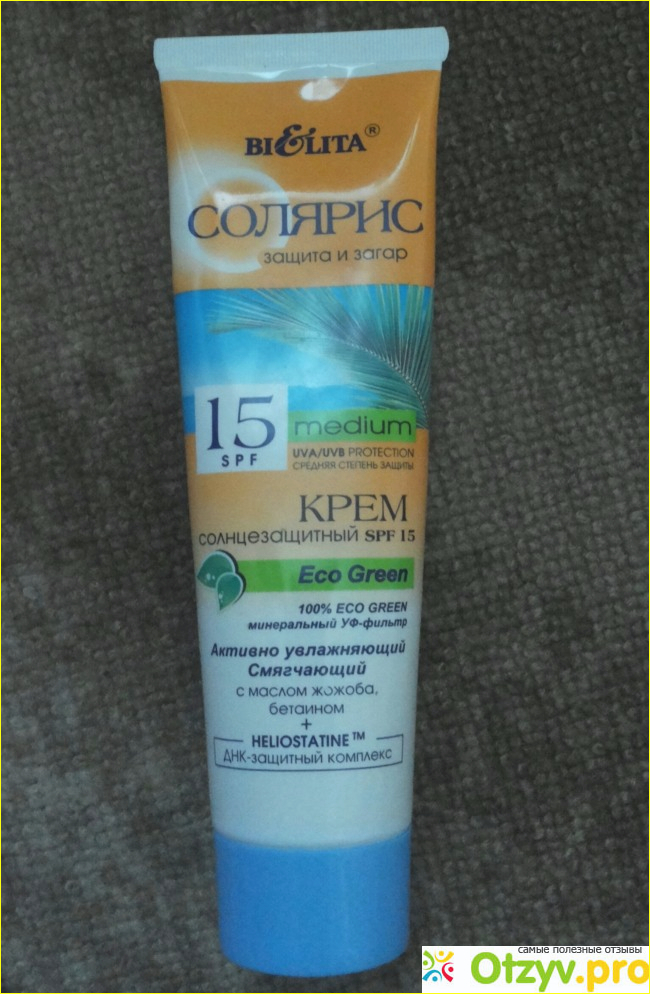 BIELITA®
СОЛЯРИС
защита и загар
15
SPF
medium
UVA/UVB PROTECTION
СРЕДНЯЯ СТЕПЕНЬ ЗАЩИТЫ
КРЕМ
солнцезащитный SPF 15
Eco Green
100% ECO GREEN
минеральный УФ-фильтр
Активно увлажняющий
Смягчающий
с маслом жожоба,
бетаином
+
HELIOSTATINE™
ДНК-защитный комплекс
самые полезные отзывы
Otzyv.pro